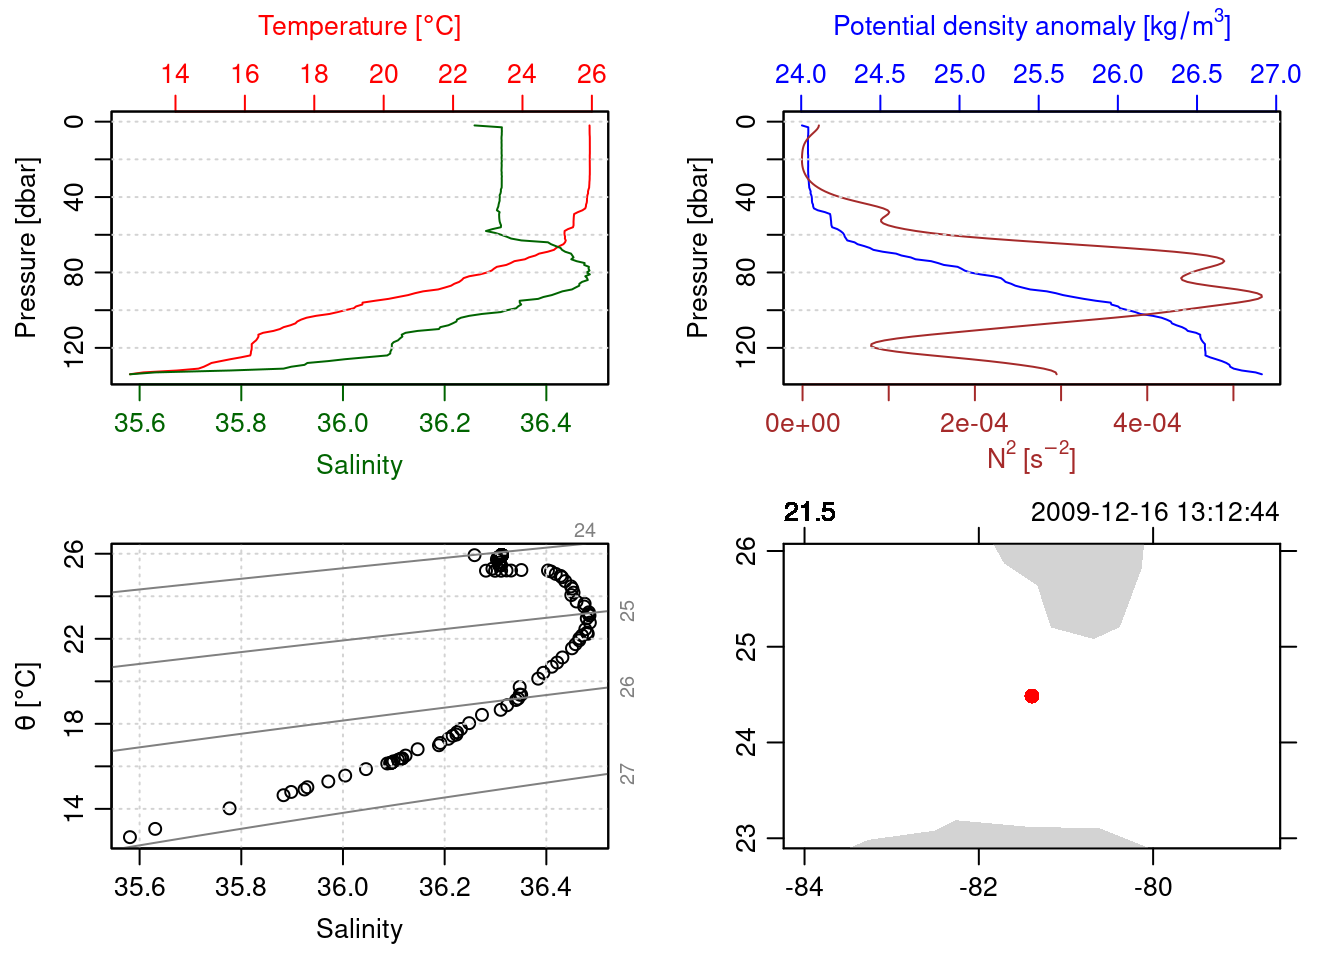 Temperature [°C]
14 16 18 20 22 24 26
Pressure [dbar]
0
40
80
120
35.6 35.8 36.0 36.2 36.4
Salinity
Potential density anomaly [kg/m³]
24.0 24.5 25.0 25.5 26.0 26.5 27.0
Pressure [dbar]
0
40
80
120
0e+00 2e-04 4e-04
N² [s⁻²]
24
25
26
27
θ [°C]
26
22
18
14
35.6 35.8 36.0 36.2 36.4
Salinity
21.5 2009-12-16 13:12:44
26
25
24
23
-84 -82 -80